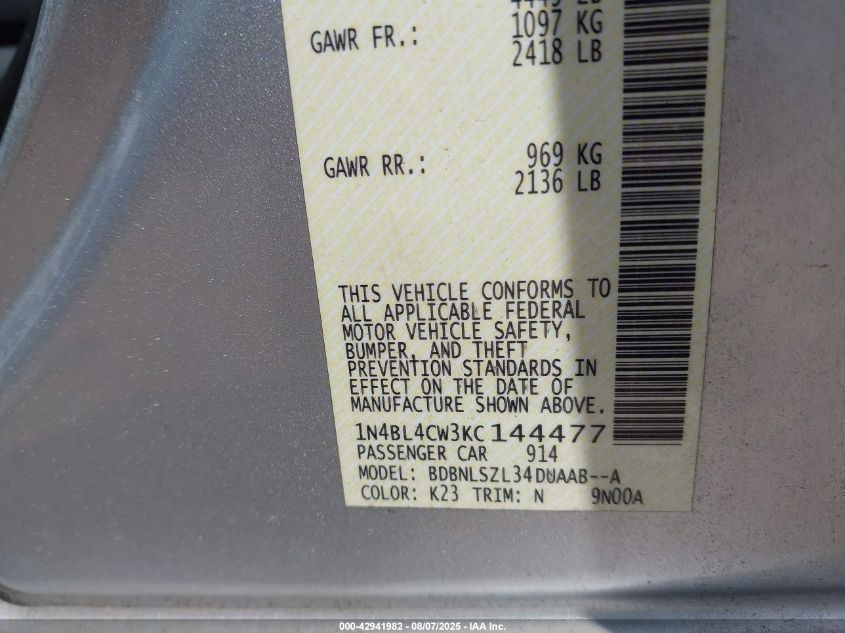 4449 LB
GAWR FR.: 1097 KG
2418 LB
GAWR RR.: 969 KG
2136 LB
THIS VEHICLE CONFORMS TO
ALL APPLICABLE FEDERAL
MOTOR VEHICLE SAFETY,
BUMPER, AND THEFT
PREVENTION STANDARDS IN
EFFECT ON THE DATE OF
MANUFACTURE SHOWN ABOVE.
1N4BL4CW3KC144477
PASSENGER CAR 914
MODEL: BDBNLSZL34DUAAB--A
COLOR: K23 TRIM: N 9N00A
000-42941982 - 08/07/2025 - IAA Inc.